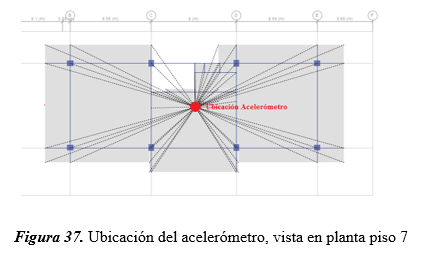 B C D E F
Ubicación Acelerómetro
Figura 37. Ubicación del acelerómetro, vista en planta piso 7